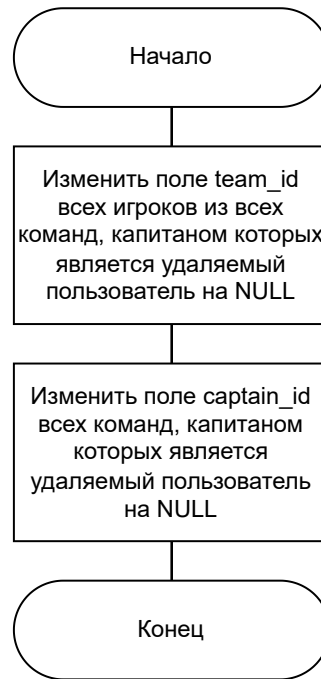 Начало
Изменить поле team_id
всех игроков из всех
команд, капитаном которых
является удаляемый
пользователь на NULL
Изменить поле captain_id
всех команд, капитаном
которых является
удаляемый пользователь
на NULL
Конец